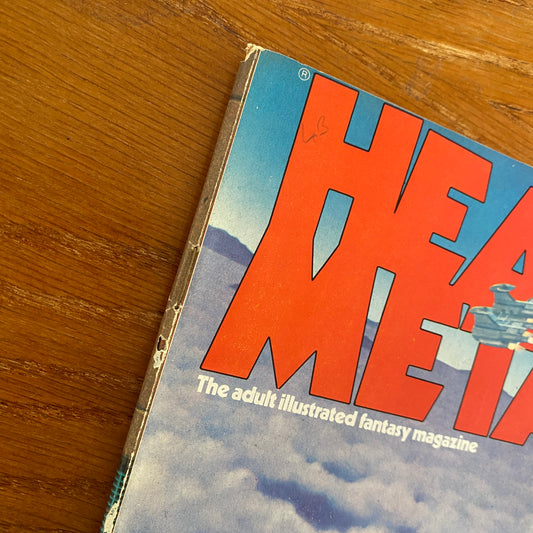 ®
HEA
META
The adult illustrated fantasy magazine